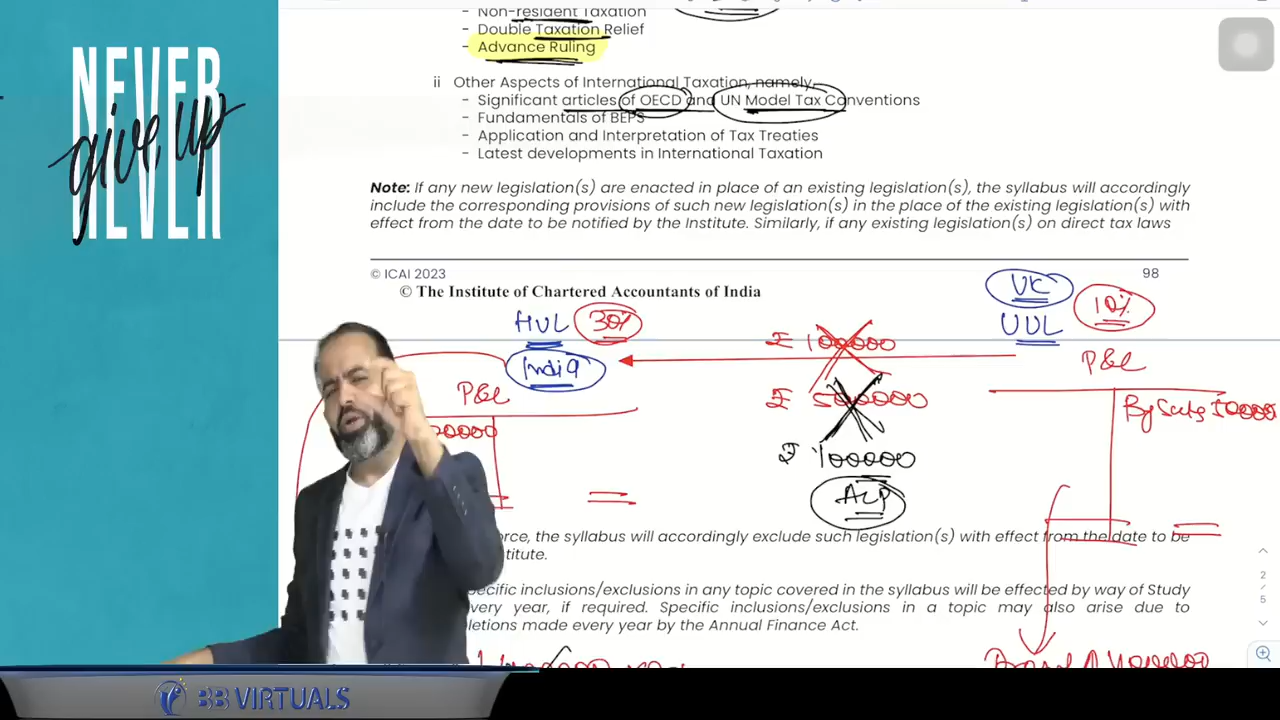 NEVER
give up
NEVER
- Non-resident Taxation
- Double Taxation Relief
- Advance Ruling
ii Other Aspects of International Taxation, namely
- Significant articles of OECD and UN Model Tax Conventions
- Fundamentals of BEPS
- Application and Interpretation of Tax Treaties
- Latest developments in International Taxation
Note: If any new legislation(s) are enacted in place of an existing legislation(s), the syllabus will accordingly
include the corresponding provisions of such new legislation(s) in the place of the existing legislation(s) with
effect from the date to be notified by the Institute. Similarly, if any existing legislation(s) on direct tax laws
© ICAI 2023 98
© The Institute of Chartered Accountants of India
UK
HUL 30% ₹ 100000 UUL 10%
India
P&L P&L
₹ 500000 By Sales
₹ 100000
ALP
orce, the syllabus will accordingly exclude such legislation(s) with effect from the date to be
stitute.
ecific inclusions/exclusions in any topic covered in the syllabus will be effected by way of Study
very year, if required. Specific inclusions/exclusions in a topic may also arise due to
letions made every year by the Annual Finance Act.
2
/
5
BB VIRTUALS